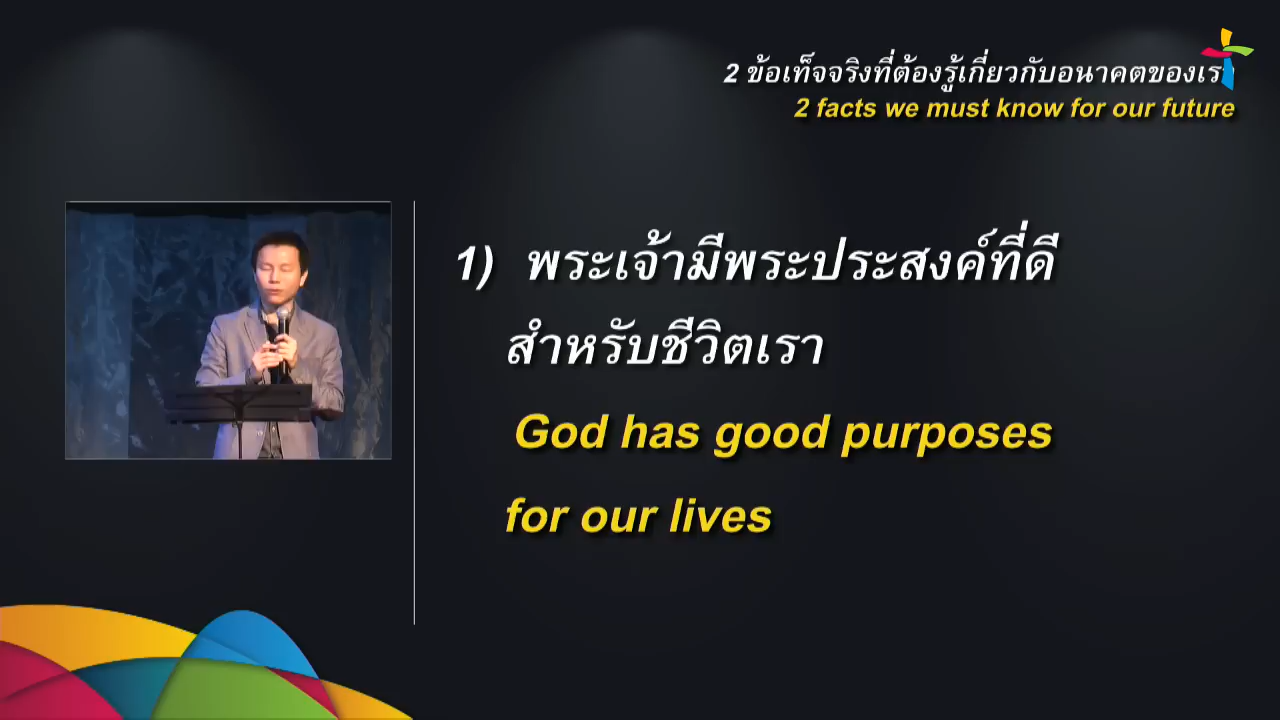 2 ข้อเท็จจริงที่ต้องรู้เกี่ยวกับอนาคตของเรา
2 facts we must know for our future
1) พระเจ้ามีพระประสงค์ที่ดี
สำหรับชีวิตเรา
God has good purposes
for our lives